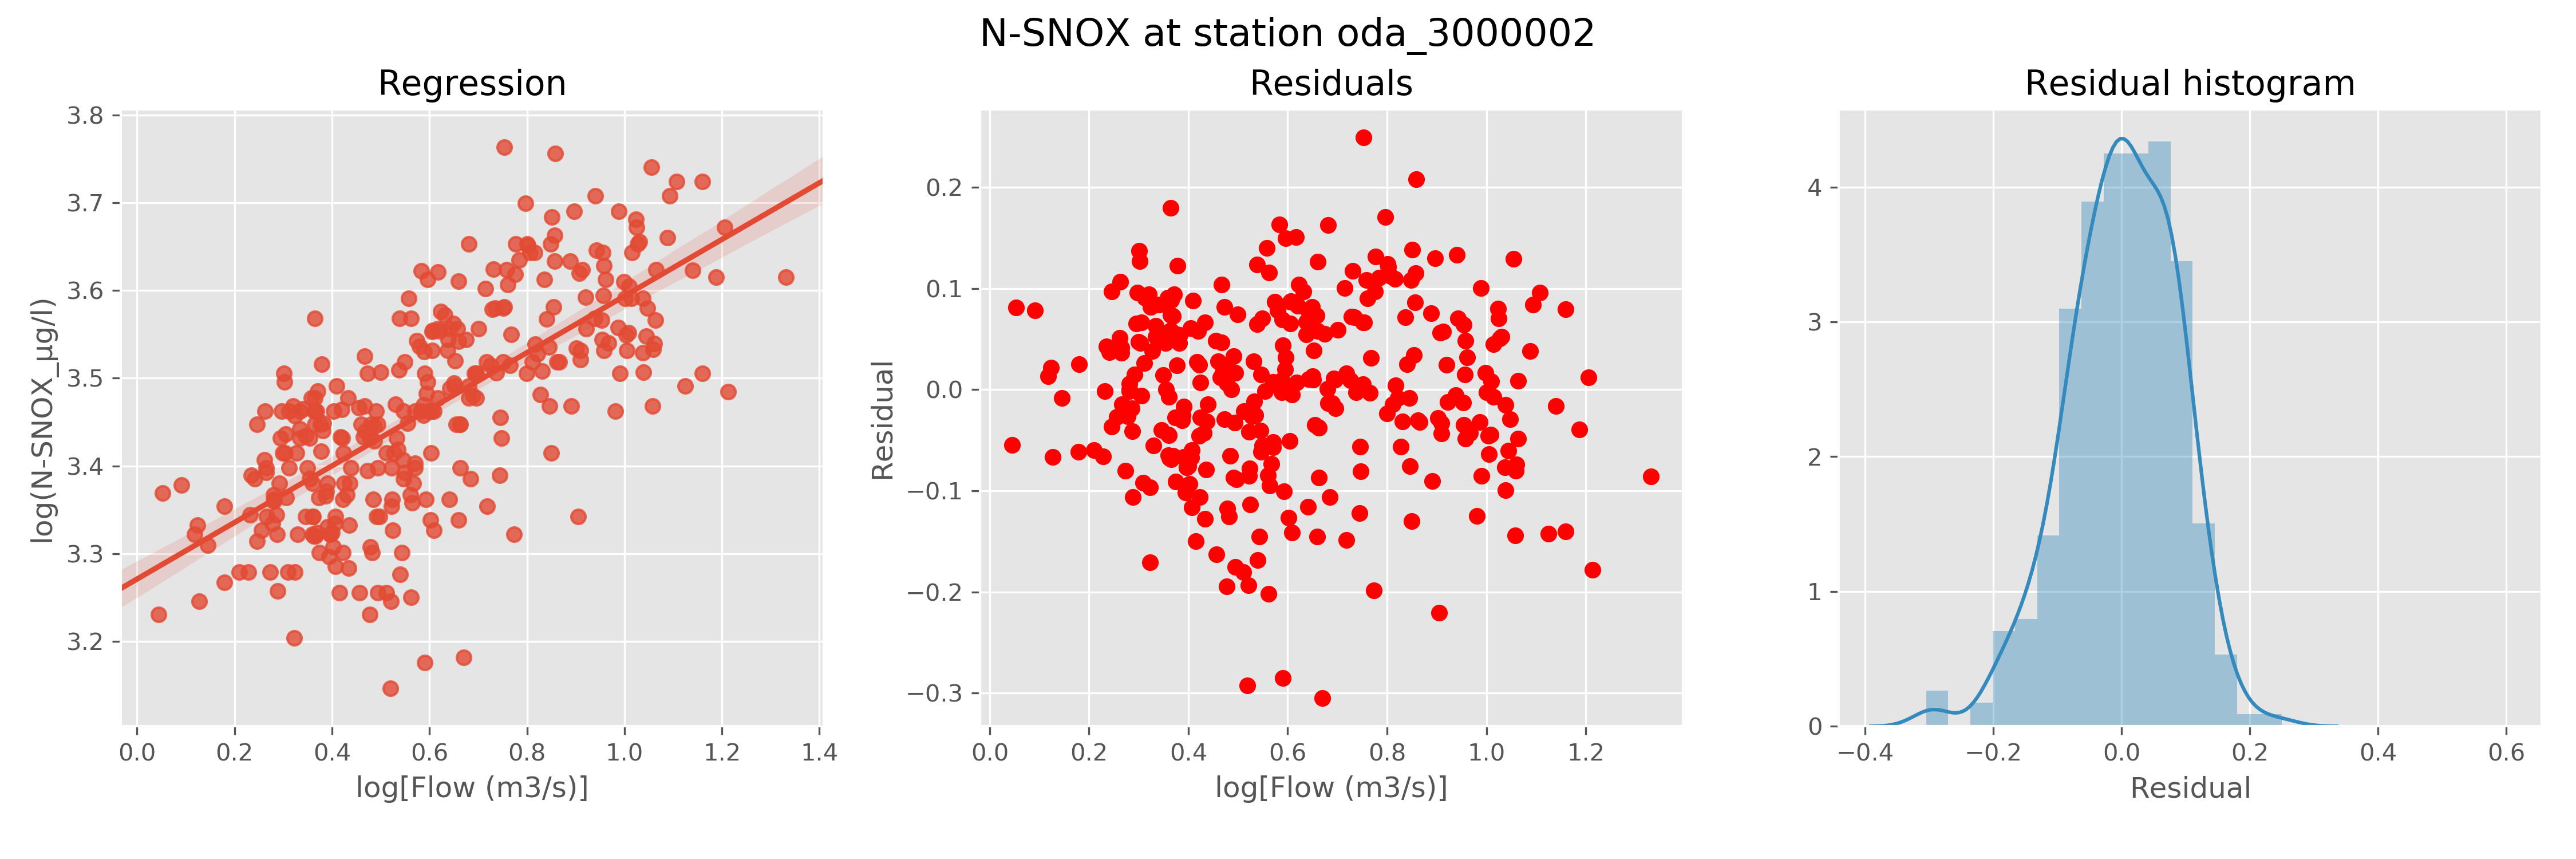 N-SNOX at station oda_3000002
Regression
3.8
3.7
3.6
3.5
3.4
3.3
3.2
log(N-SNOX_µg/l)
0.0 0.2 0.4 0.6 0.8 1.0 1.2 1.4
log[Flow (m3/s)]
Residuals
0.2
0.1
0.0
−0.1
−0.2
−0.3
Residual
0.0 0.2 0.4 0.6 0.8 1.0 1.2
log[Flow (m3/s)]
Residual histogram
4
3
2
1
0
−0.4 −0.2 0.0 0.2 0.4 0.6
Residual